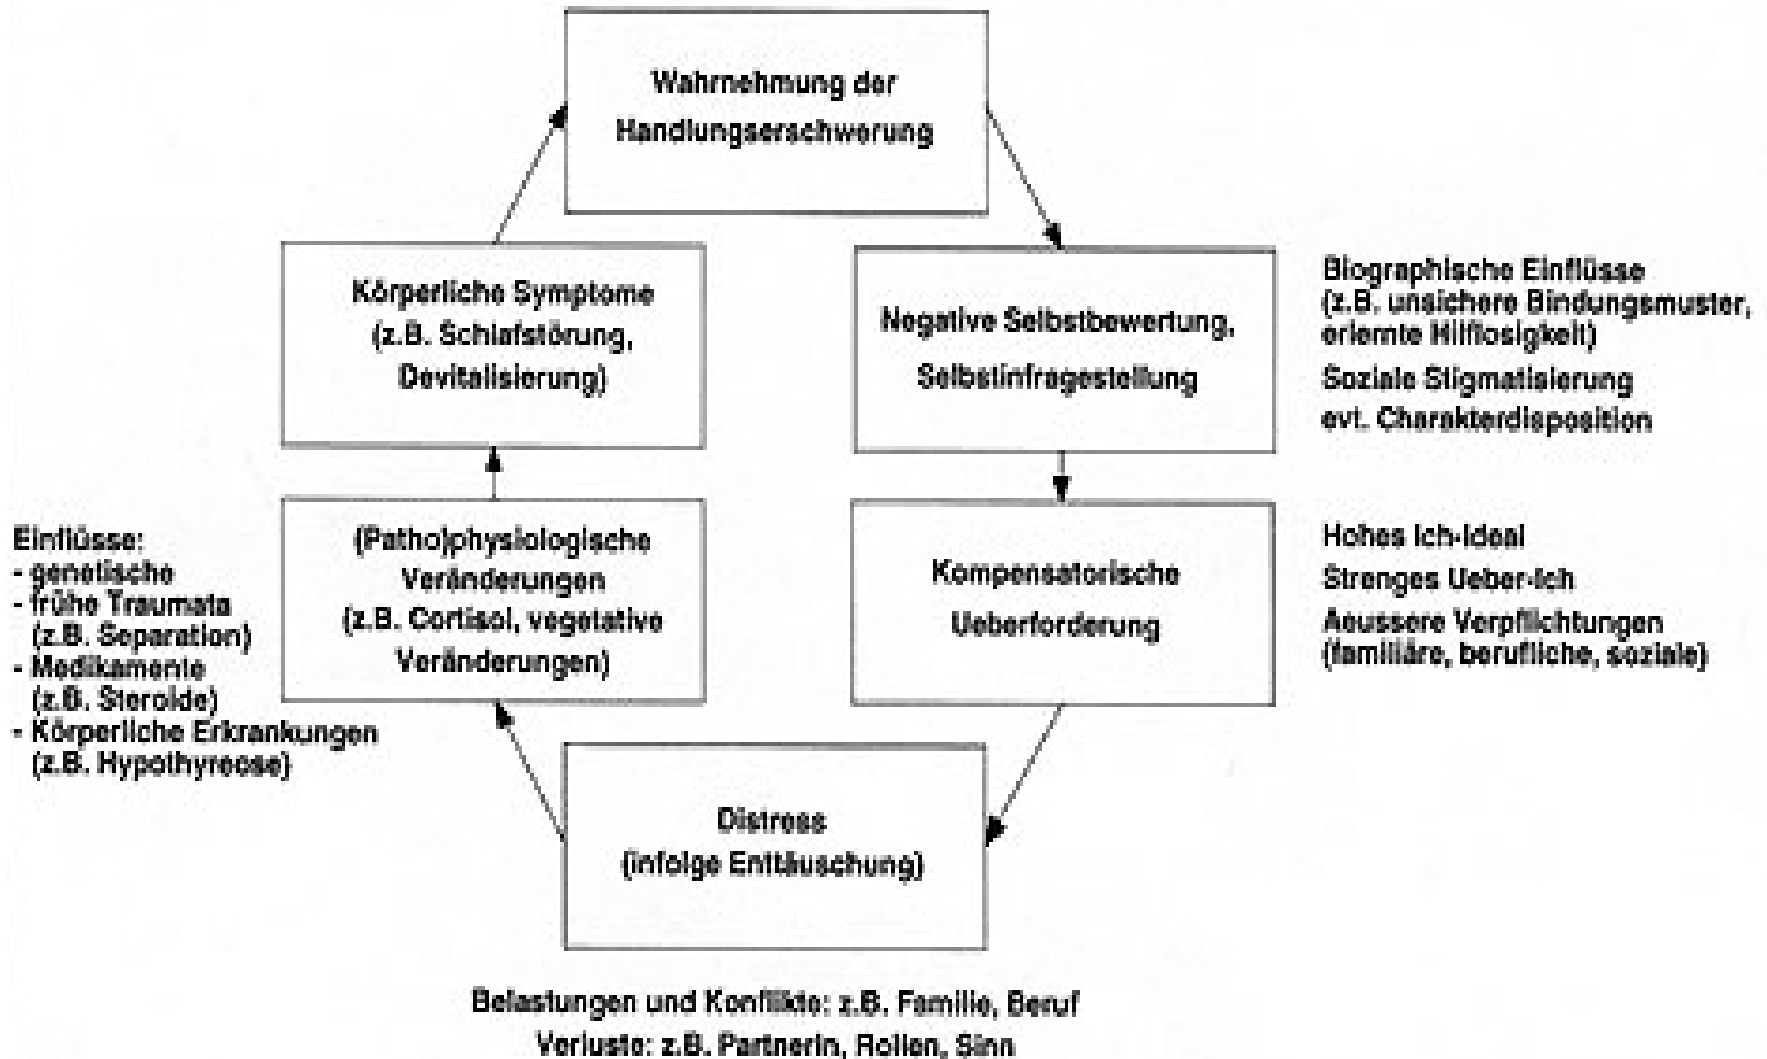 Wahrnehmung der
Handlungserschwerung
Körperliche Symptome
(z.B. Schlafstörung,
Devitalisierung)
Negative Selbstbewertung,
Selbstinfragestellung
Biographische Einflüsse
(z.B. unsichere Bindungsmuster,
erlernte Hilflosigkeit)
Soziale Stigmatisierung
evt. Charakterdisposition
Einflüsse:
- genetische
- frühe Traumata
(z.B. Separation)
- Medikamente
(z.B. Steroide)
- Körperliche Erkrankungen
(z.B. Hypothyreose)
(Patho)physiologische
Veränderungen
(z.B. Cortisol, vegetative
Veränderungen)
Kompensatorische
Ueberforderung
Hohes Ich-Ideal
Strenges Ueber-Ich
Aeussere Verpflichtungen
(familiäre, berufliche, soziale)
Distress
(infolge Enttäuschung)
Belastungen und Konflikte: z.B. Familie, Beruf
Verluste: z.B. PartnerIn, Rollen, Sinn